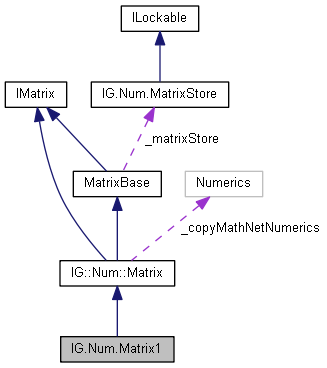 ILockable
IMatrix
IG.Num.MatrixStore
_matrixStore
MatrixBase
Numerics
_copyMathNetNumerics
IG::Num::Matrix
IG.Num.Matrix1